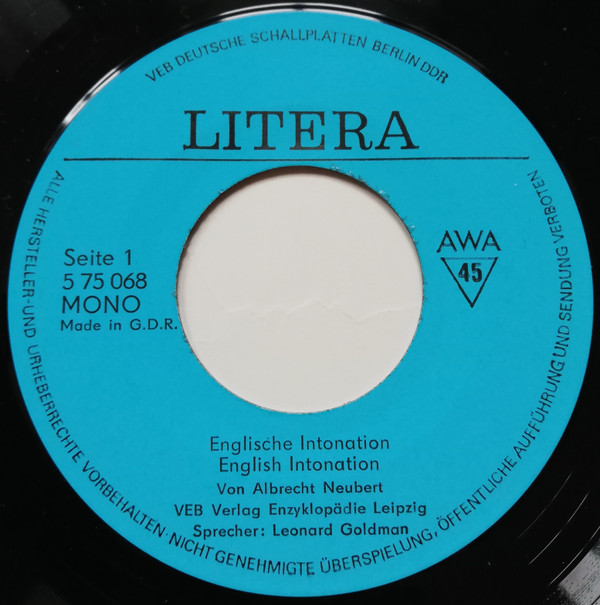 VEB DEUTSCHE SCHALLPLATTEN BERLIN DDR
LITERA
Seite 1
5 75 068
MONO
Made in G.D.R.
AWA
45
Englische Intonation
English Intonation
Von Albrecht Neubert
VEB Verlag Enzyklopädie Leipzig
Sprecher: Leonard Goldman
ALLE HERSTELLER-UND URHEBERRECHTE VORBEHALTEN·NICHT GENEHMIGTE ÜBERSPIELUNG, ÖFFENTLICHE AUFFÜHRUNG UND SENDUNG VERBOTEN